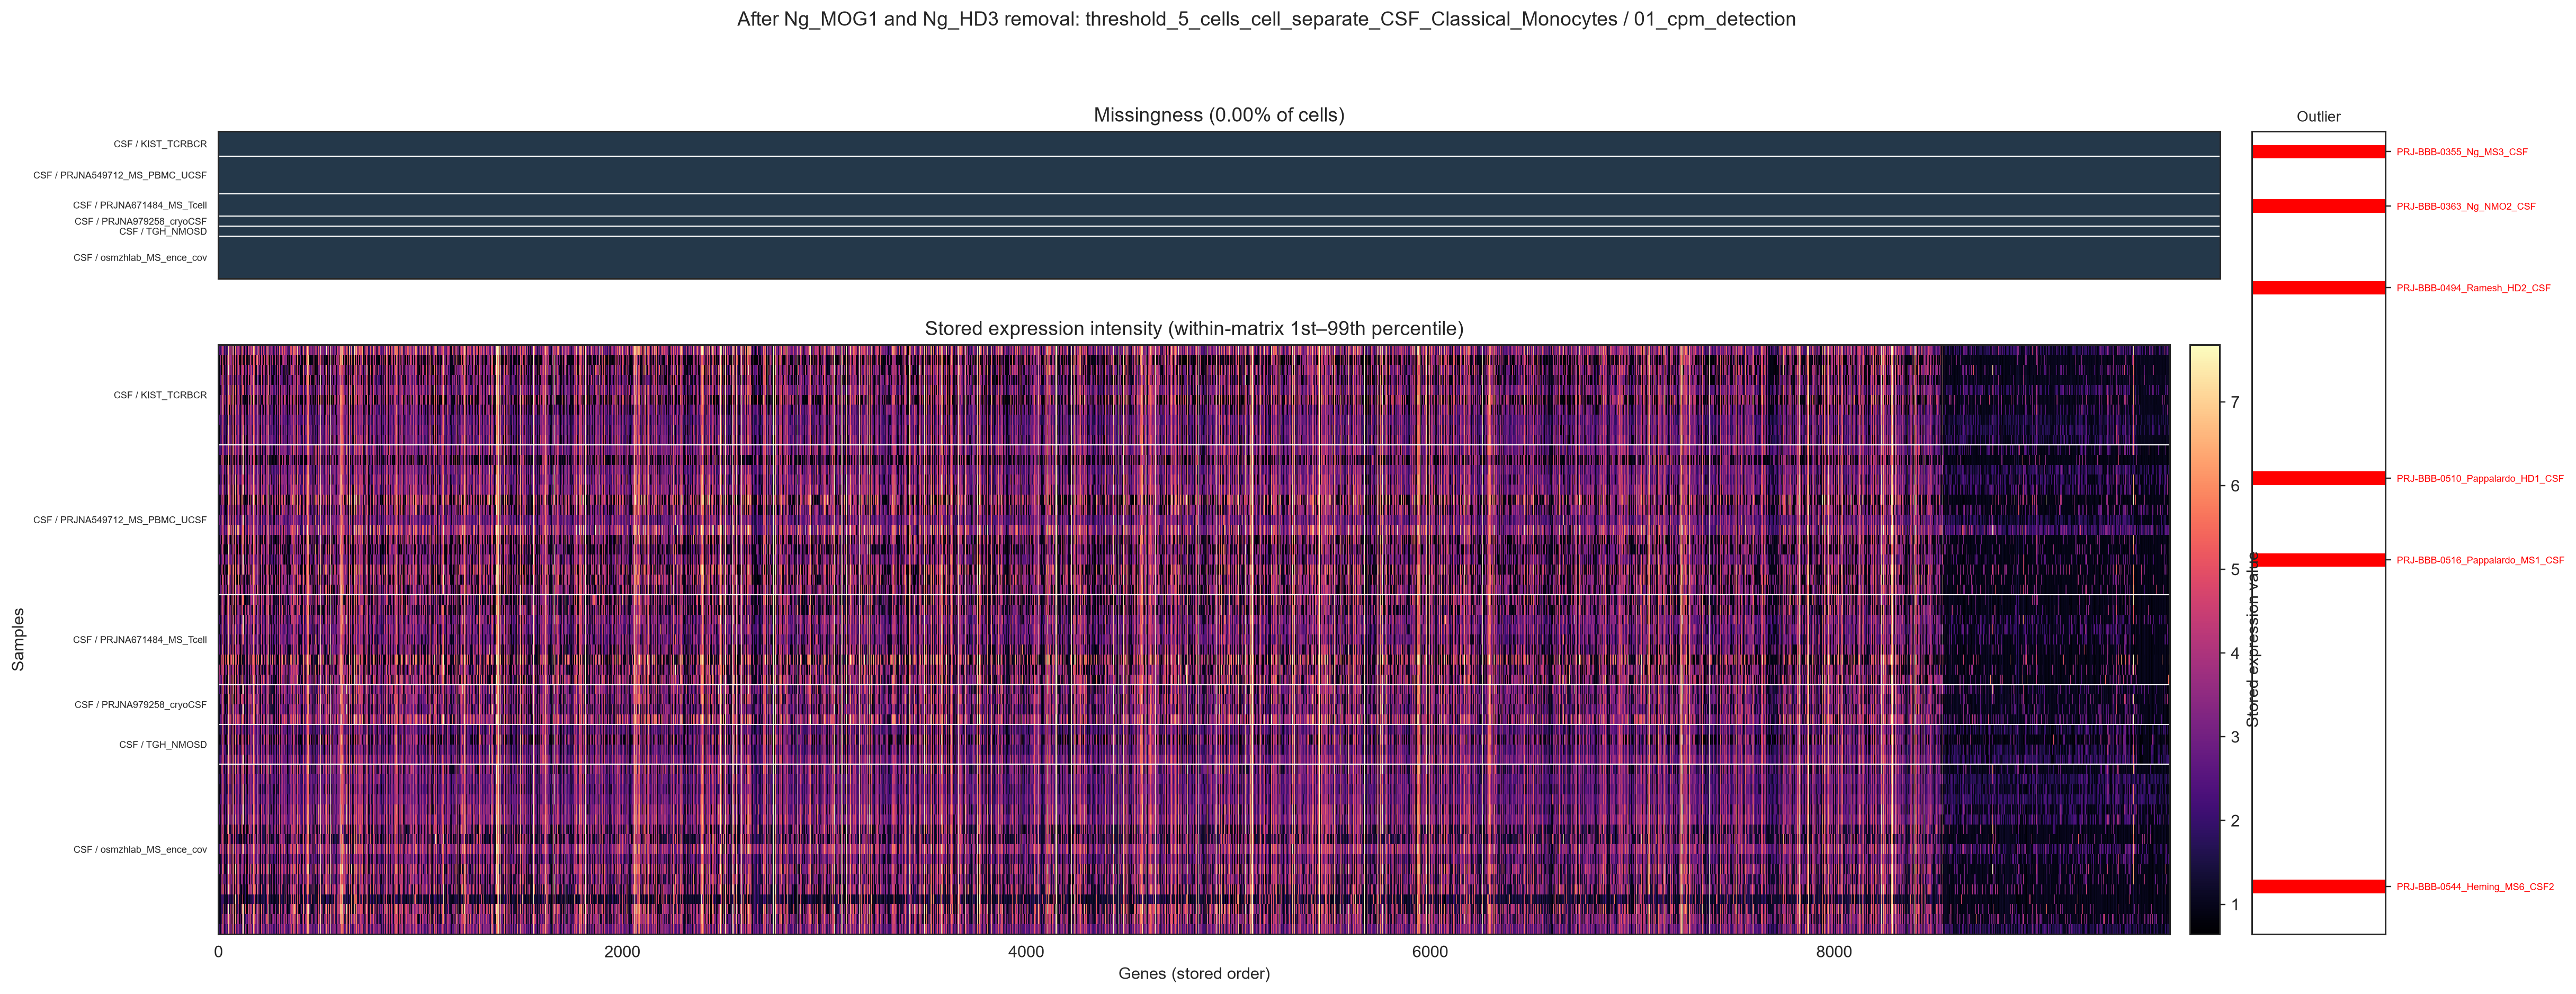 After Ng_MOG1 and Ng_HD3 removal: threshold_5_cells_cell_separate_CSF_Classical_Monocytes / 01_cpm_detection
Missingness (0.00% of cells)
CSF / KIST_TCRBCR
CSF / PRJNA549712_MS_PBMC_UCSF
CSF / PRJNA671484_MS_Tcell
CSF / PRJNA979258_cryoCSF
CSF / TGH_NMOSD
CSF / osmzhlab_MS_ence_cov
Outlier
PRJ-BBB-0355_Ng_MS3_CSF
PRJ-BBB-0363_Ng_NMO2_CSF
PRJ-BBB-0494_Ramesh_HD2_CSF
PRJ-BBB-0510_Pappalardo_HD1_CSF
PRJ-BBB-0516_Pappalardo_MS1_CSF
PRJ-BBB-0544_Heming_MS6_CSF2
Stored expression intensity (within-matrix 1st–99th percentile)
Samples
CSF / KIST_TCRBCR
CSF / PRJNA549712_MS_PBMC_UCSF
CSF / PRJNA671484_MS_Tcell
CSF / PRJNA979258_cryoCSF
CSF / TGH_NMOSD
CSF / osmzhlab_MS_ence_cov
0 2000 4000 6000 8000
Genes (stored order)
7
6
5
4
3
2
1
Stored expression value